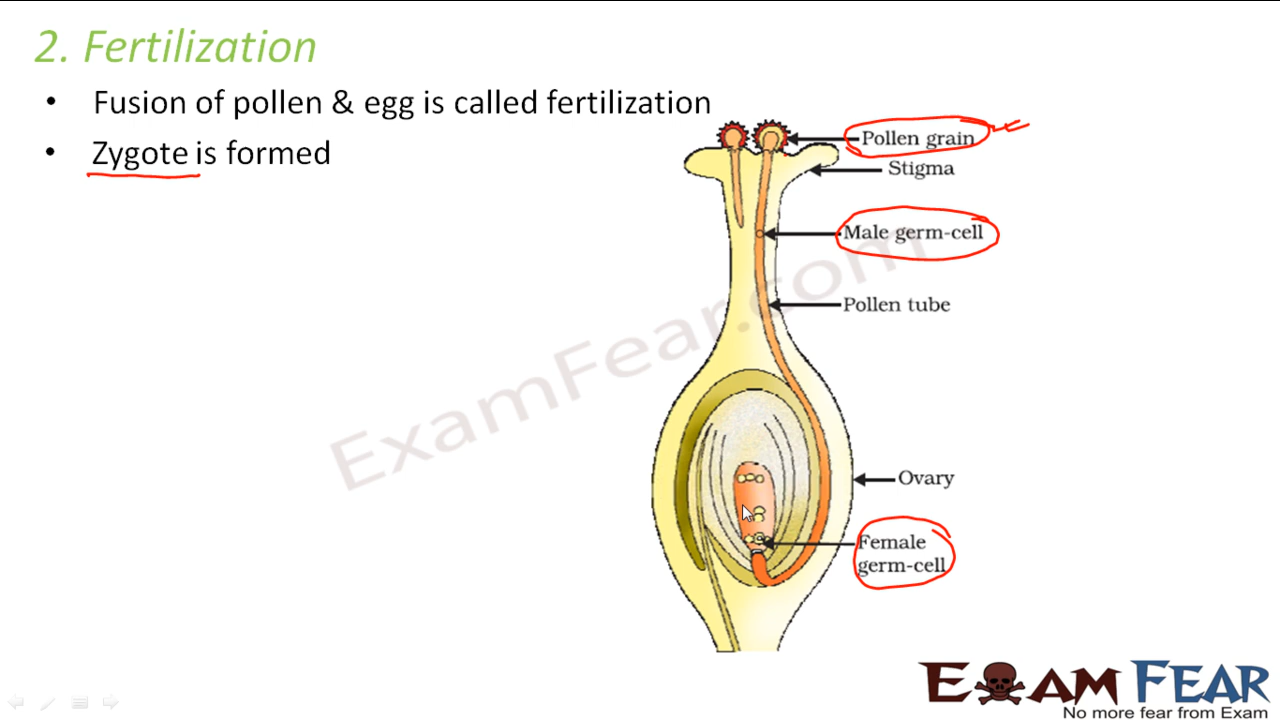 2. Fertilization
• Fusion of pollen & egg is called fertilization
• Zygote is formed
Pollen grain
Stigma
Male germ-cell
Pollen tube
Ovary
Female
germ-cell
ExamFear.com
EXAM FEAR
No more fear from Exam